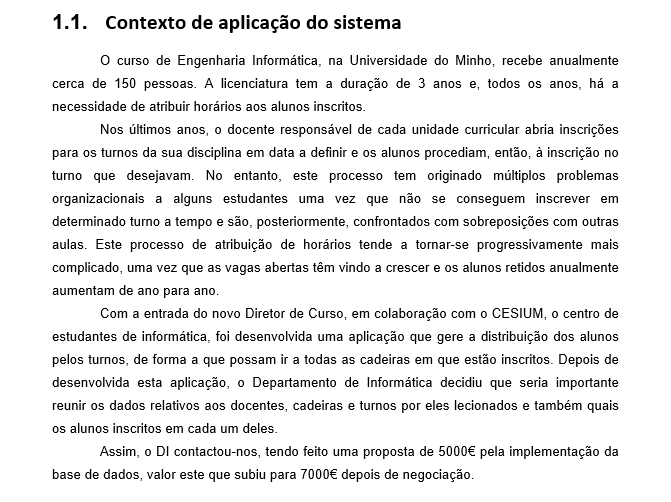 1.1. Contexto de aplicação do sistema
O curso de Engenharia Informática, na Universidade do Minho, recebe anualmente
cerca de 150 pessoas. A licenciatura tem a duração de 3 anos e, todos os anos, há a
necessidade de atribuir horários aos alunos inscritos.
Nos últimos anos, o docente responsável de cada unidade curricular abria inscrições
para os turnos da sua disciplina em data a definir e os alunos procediam, então, à inscrição no
turno que desejavam. No entanto, este processo tem originado múltiplos problemas
organizacionais a alguns estudantes uma vez que não se conseguem inscrever em
determinado turno a tempo e são, posteriormente, confrontados com sobreposições com outras
aulas. Este processo de atribuição de horários tende a tornar-se progressivamente mais
complicado, uma vez que as vagas abertas têm vindo a crescer e os alunos retidos anualmente
aumentam de ano para ano.
Com a entrada do novo Diretor de Curso, em colaboração com o CESIUM, o centro de
estudantes de informática, foi desenvolvida uma aplicação que gere a distribuição dos alunos
pelos turnos, de forma a que possam ir a todas as cadeiras em que estão inscritos. Depois de
desenvolvida esta aplicação, o Departamento de Informática decidiu que seria importante
reunir os dados relativos aos docentes, cadeiras e turnos por eles lecionados e também quais
os alunos inscritos em cada um deles.
Assim, o DI contactou-nos, tendo feito uma proposta de 5000€ pela implementação da
base de dados, valor este que subiu para 7000€ depois de negociação.